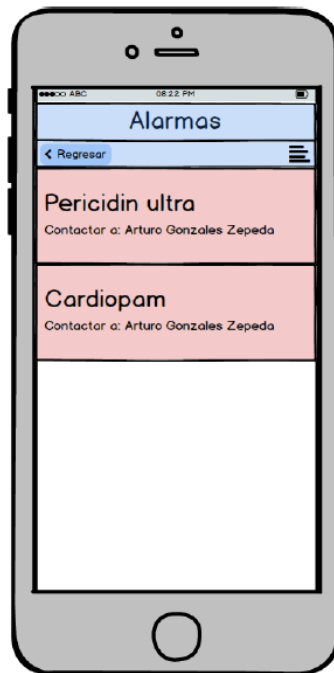 ABC 08:22 PM
Alarmas
Regresar
Pericidin ultra
Contactar a: Arturo Gonzales Zepeda
Cardiopam
Contactar a: Arturo Gonzales Zepeda